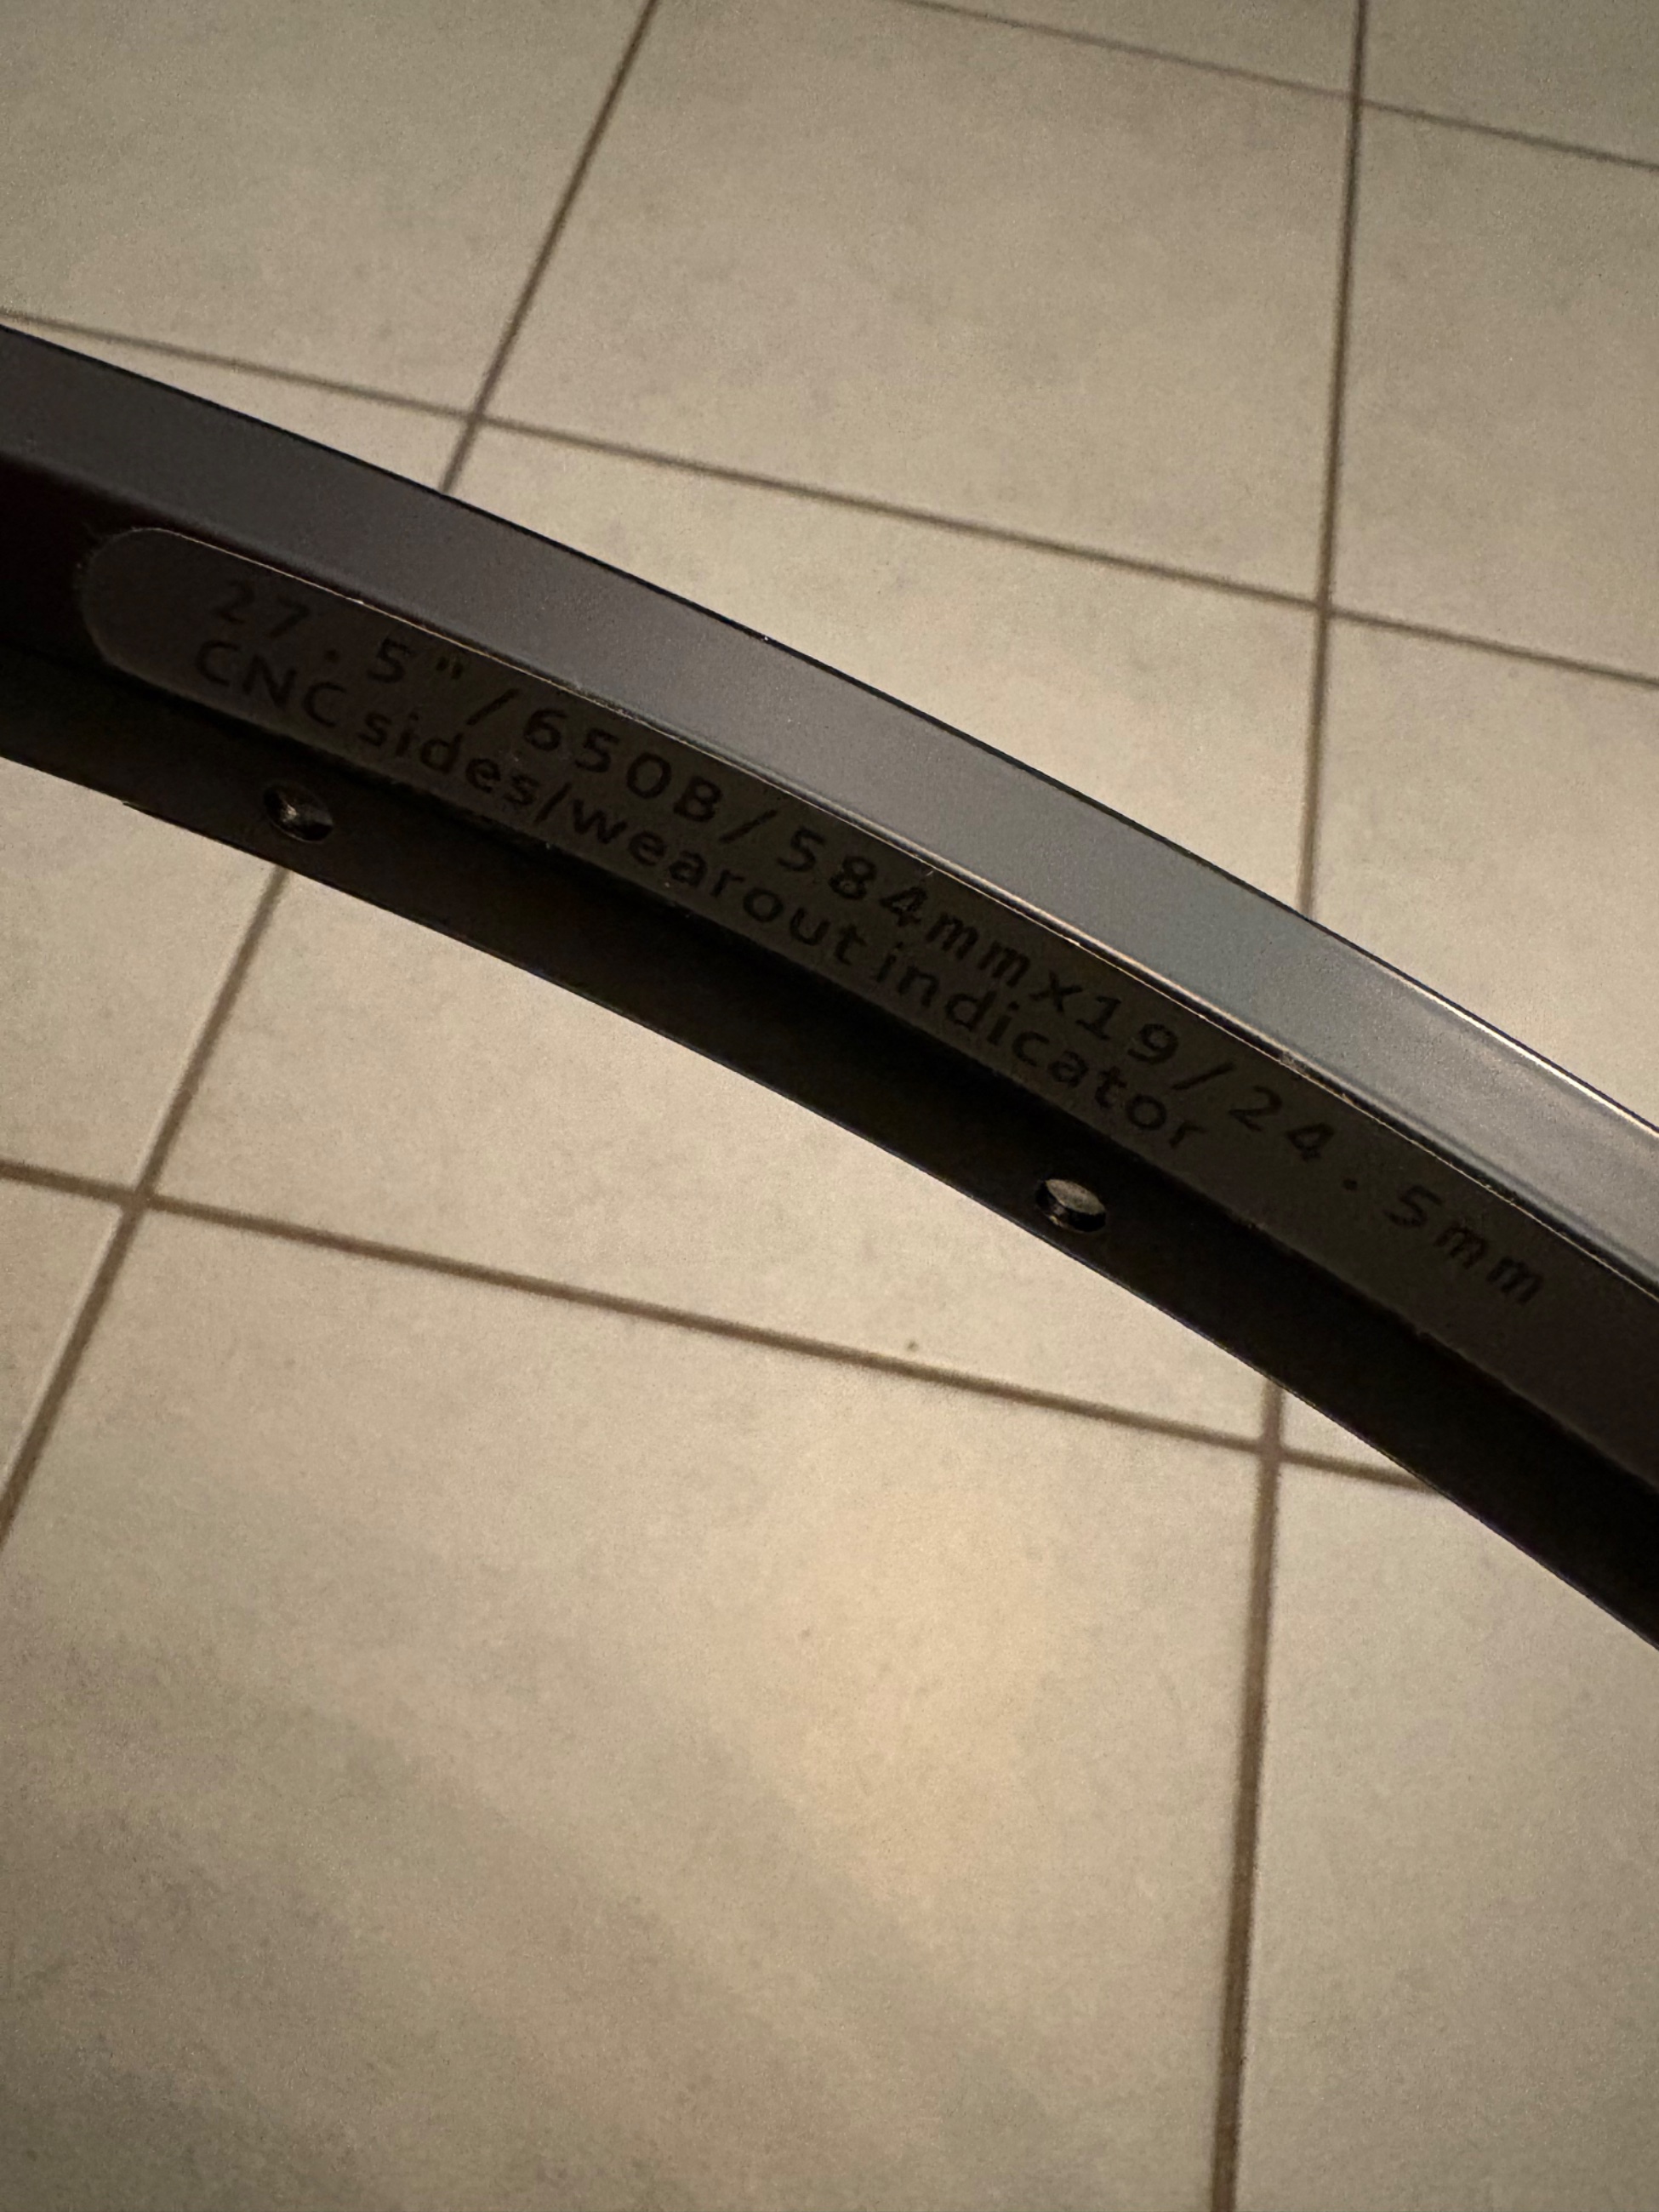 27.5"/650B/584mmx19/24.5mm
CNC sides/wearout indicator